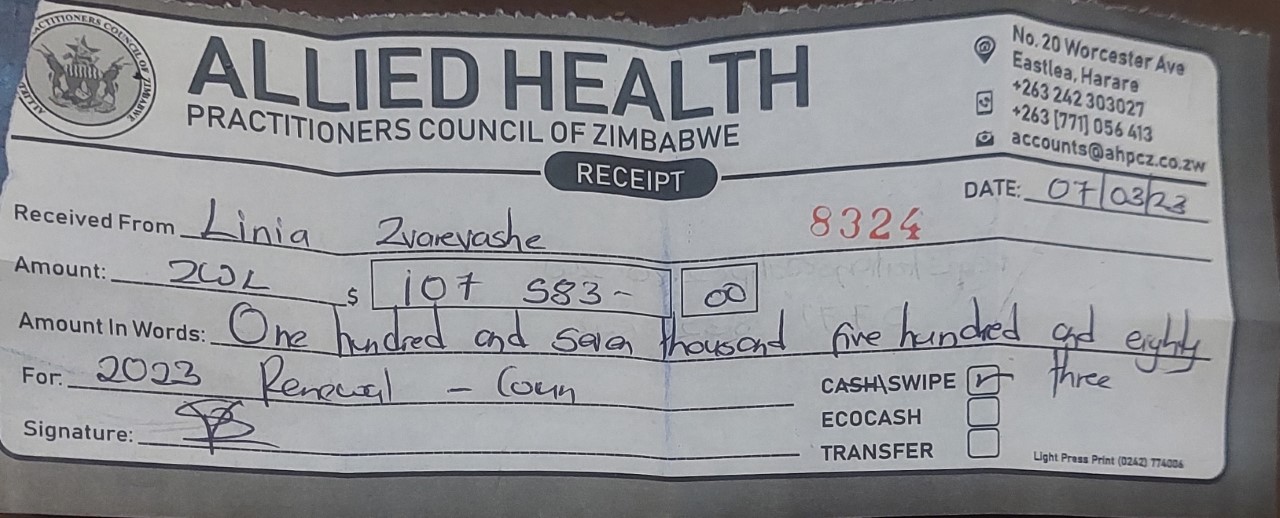 ALLIED HEALTH
PRACTITIONERS COUNCIL OF ZIMBABWE
RECEIPT
No. 20 Worcester Ave
Eastlea, Harare
+263 242 303027
+263 [771] 056 413
accounts@ahpcz.co.zw
DATE: 07/03/23
Received From Linia Zvarevashe
8324
Amount: ZWL $ 107 583- 00
Amount In Words: One hundred and seven thousand five hundred and eighty three
For: 2023 Renewal - Coun
Signature:
CASH\SWIPE
ECOCASH
TRANSFER
Light Press Print (0242) 774006